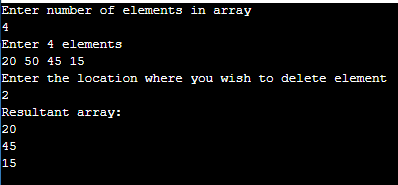 Enter number of elements in array
4
Enter 4 elements
20 50 45 15
Enter the location where you wish to delete element
2
Resultant array:
20
45
15